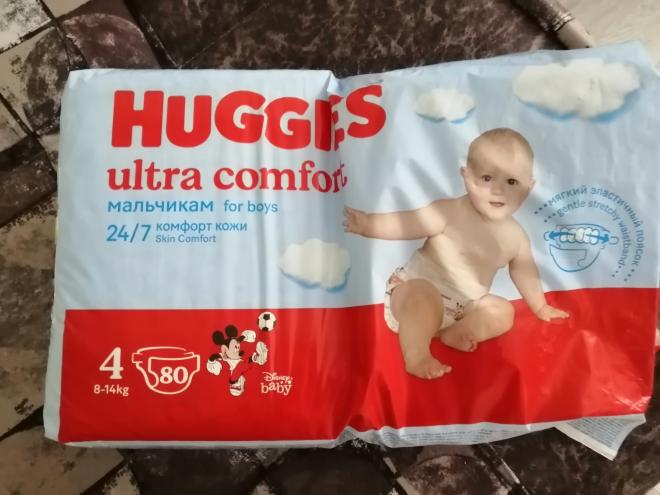 HUGGIES
ultra comfort
мальчикам for boys
24/7 комфорт кожи
Skin Comfort
мягкий эластичный поясок
gentle stretchy waistband
4
8-14kg
80
Disney
baby